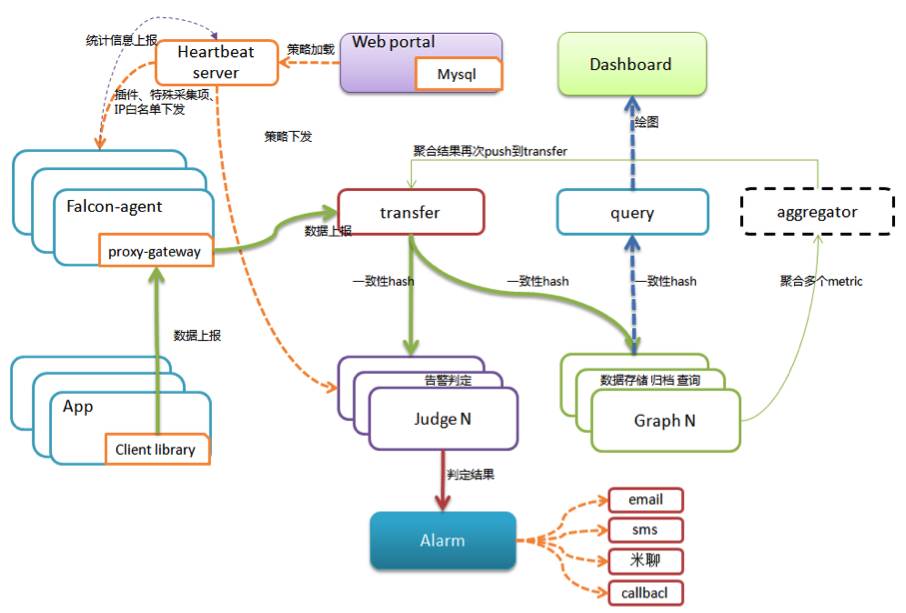 统计信息上报
Heartbeat
server
策略加载
Web portal
Mysql
Dashboard
插件、特殊采集项、
IP白名单下发
策略下发
绘图
聚合结果再次push到transfer
Falcon-agent
proxy-gateway
数据上报
transfer
query
aggregator
一致性hash
一致性hash
一致性hash
聚合多个metric
数据上报
App
Client library
告警判定
Judge N
数据存储 归档 查询
Graph N
判定结果
Alarm
email
sms
米聊
callbacl